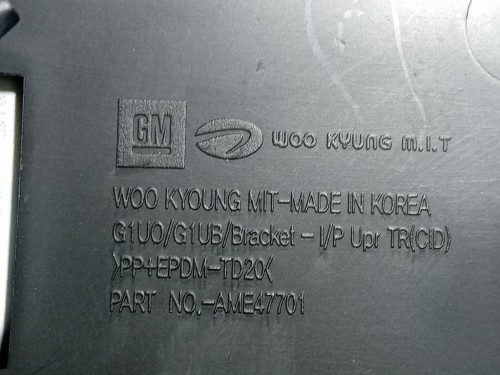 GM WOO KYUNG M.I.T
WOO KYOUNG MIT-MADE IN KOREA
G1UO/G1UB/Bracket - I/P Upr TR(CID)
>PP+EPDM-TD20<
PART NO.-AME47701